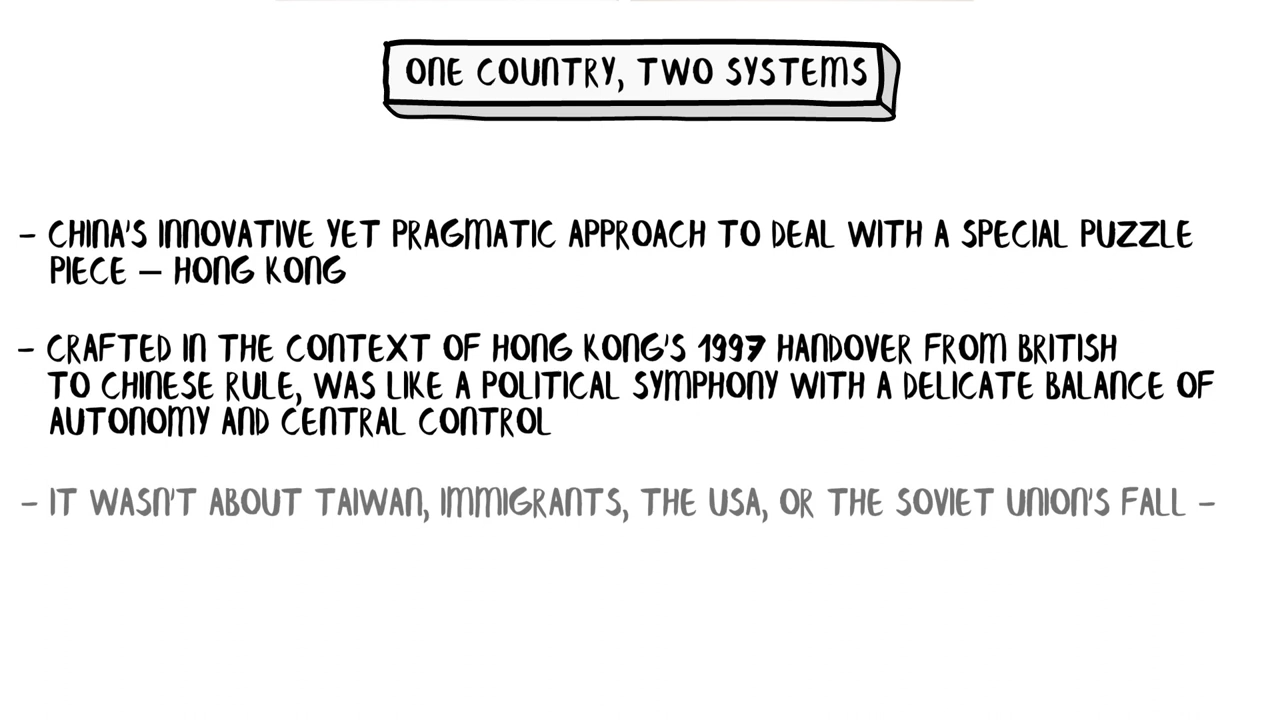 ONE COUNTRY, TWO SYSTEMS
- CHINA'S INNOVATIVE YET PRAGMATIC APPROACH TO DEAL WITH A SPECIAL PUZZLE
PIECE – HONG KONG
- CRAFTED IN THE CONTEXT OF HONG KONG'S 1997 HANDOVER FROM BRITISH
TO CHINESE RULE, WAS LIKE A POLITICAL SYMPHONY WITH A DELICATE BALANCE OF
AUTONOMY AND CENTRAL CONTROL
- IT WASN'T ABOUT TAIWAN, IMMIGRANTS, THE USA, OR THE SOVIET UNION'S FALL -